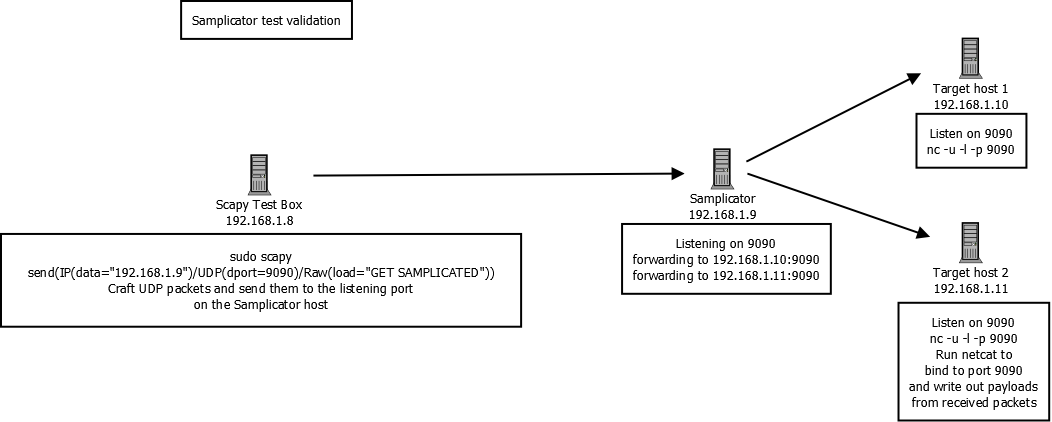 Samplicator test validation
Target host 1
192.168.1.10
Listen on 9090
nc -u -l -p 9090
Scapy Test Box
192.168.1.8
sudo scapy
send(IP(data="192.168.1.9")/UDP(dport=9090)/Raw(load="GET SAMPLICATED"))
Craft UDP packets and send them to the listening port
on the Samplicator host
Samplicator
192.168.1.9
Listening on 9090
forwarding to 192.168.1.10:9090
forwarding to 192.168.1.11:9090
Target host 2
192.168.1.11
Listen on 9090
nc -u -l -p 9090
Run netcat to
bind to port 9090
and write out payloads
from received packets